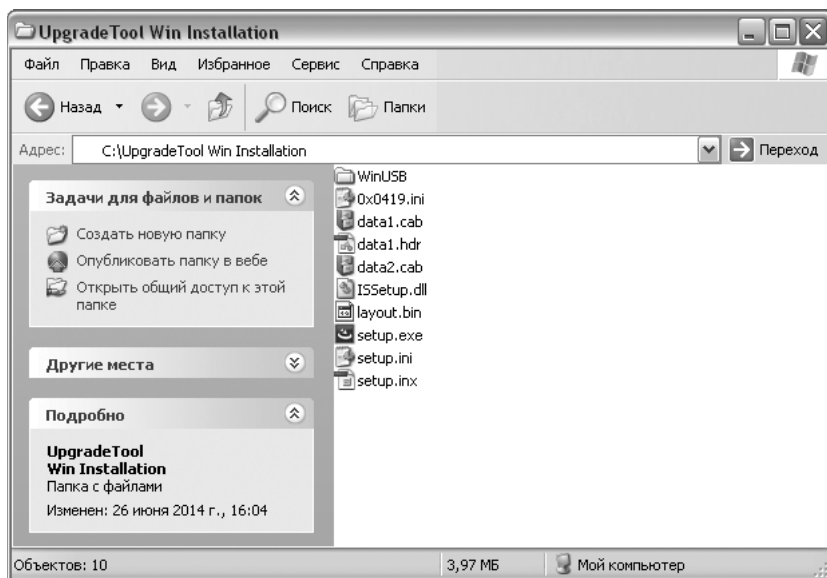 UpgradeTool Win Installation
Файл Правка Вид Избранное Сервис Справка
Назад Поиск Папки
Адрес: C:\UpgradeTool Win Installation Переход
Задачи для файлов и папок
Создать новую папку
Опубликовать папку в вебе
Открыть общий доступ к этой
папке
Другие места
Подробно
UpgradeTool
Win Installation
Папка с файлами
Изменен: 26 июня 2014 г., 16:04
WinUSB
0x0419.ini
data1.cab
data1.hdr
data2.cab
ISSetup.dll
layout.bin
setup.exe
setup.ini
setup.inx
Объектов: 10 3,97 МБ Мой компьютер